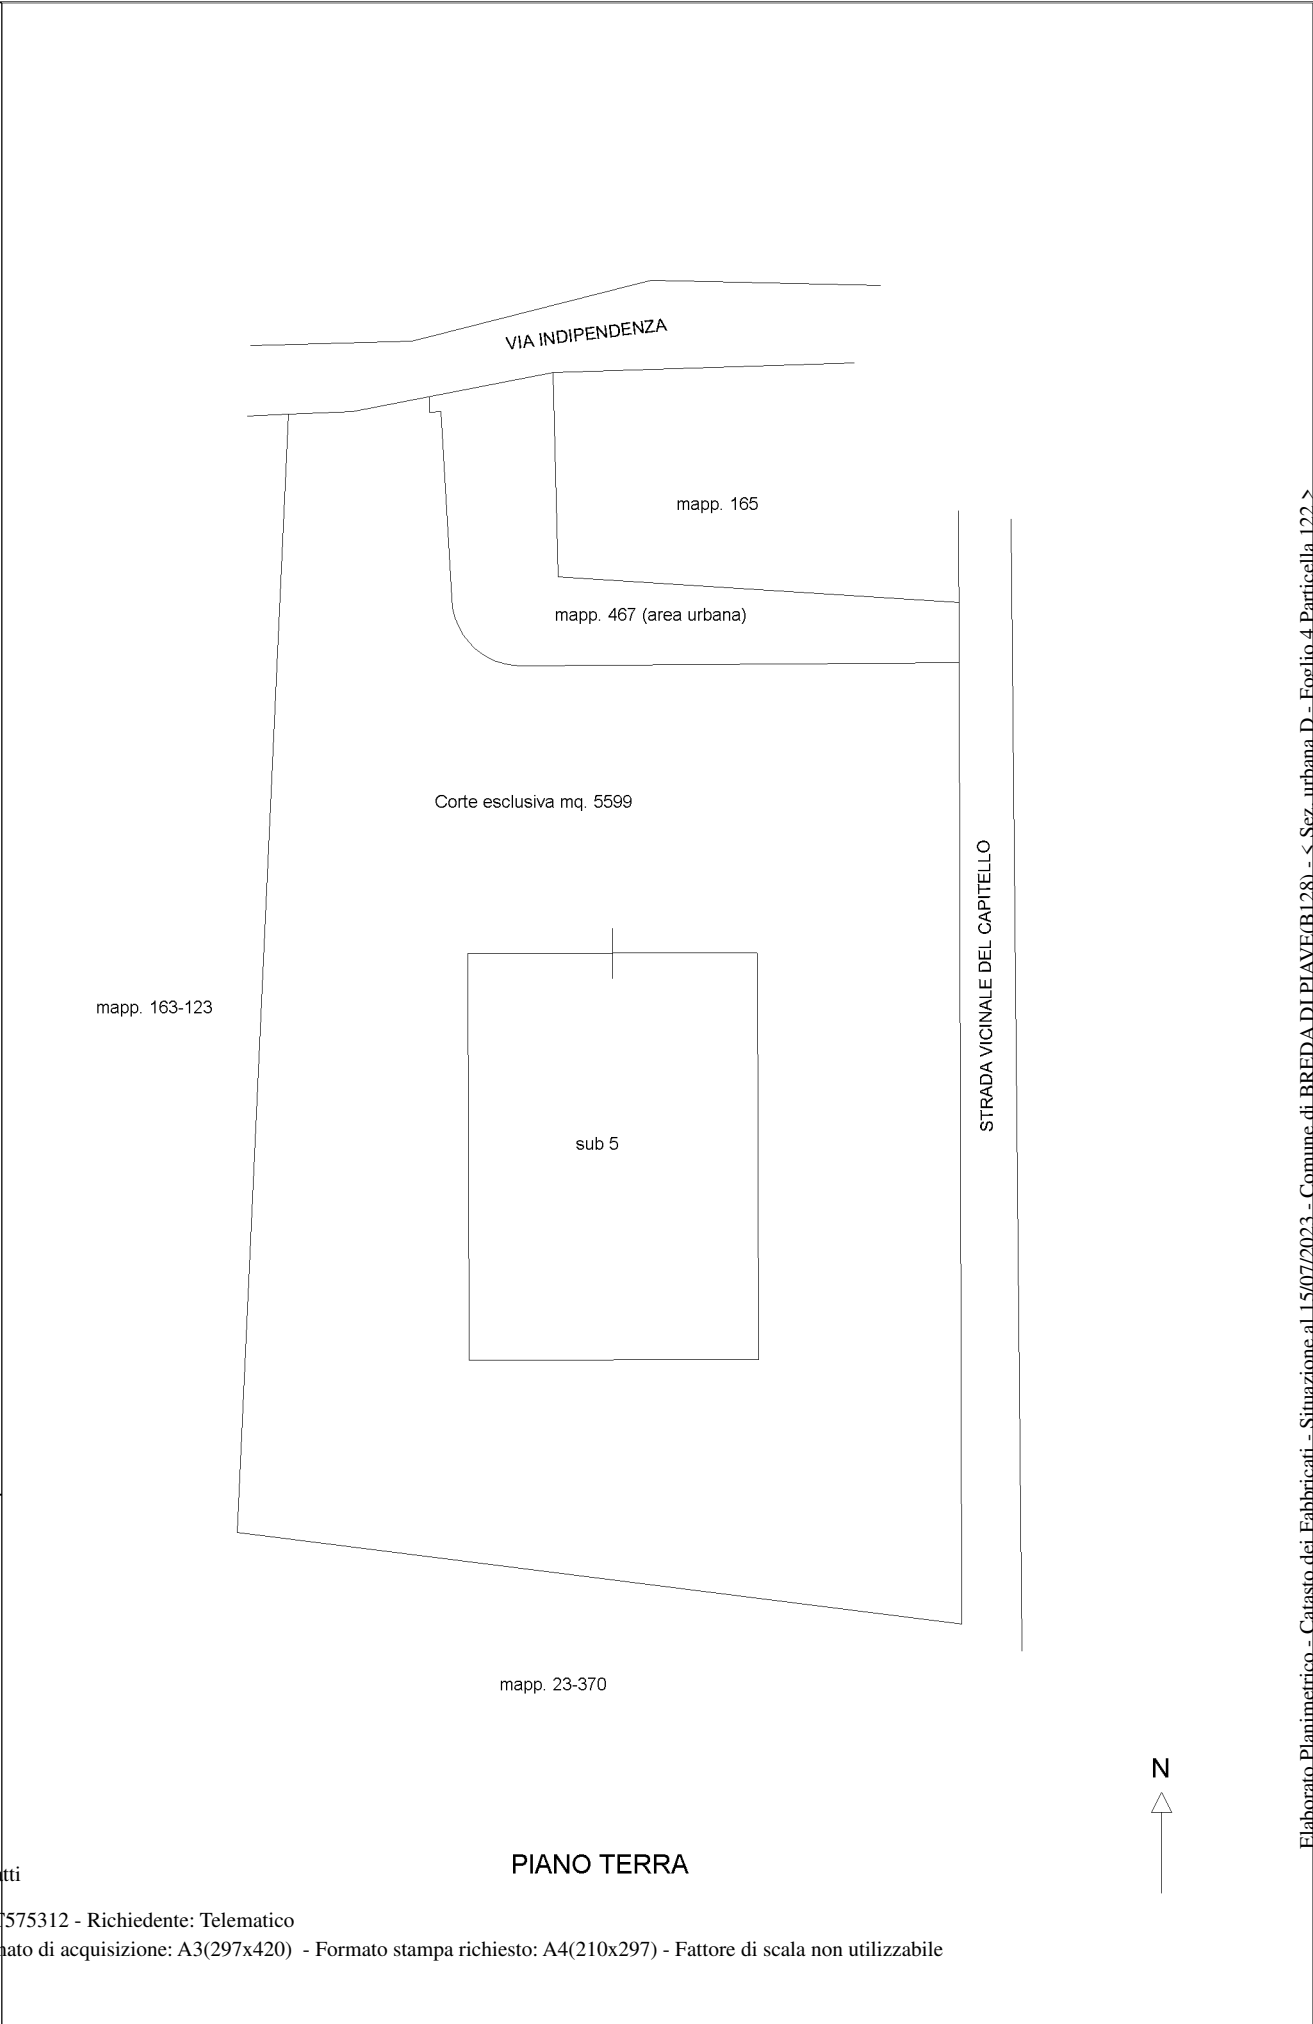 VIA INDIPENDENZA
mapp. 165
mapp. 467 (area urbana)
Corte esclusiva mq. 5599
STRADA VICINALE DEL CAPITELLO
mapp. 163-123
sub 5
mapp. 23-370
N
PIANO TERRA
tti
T575312 - Richiedente: Telematico
mato di acquisizione: A3(297x420) - Formato stampa richiesto: A4(210x297) - Fattore di scala non utilizzabile
Elaborato Planimetrico - Catasto dei Fabbricati - Situazione al 15/07/2023 - Comune di BREDA DI PIAVE(B128) - < Sez. urbana D - Foglio 4 Particella 122 >